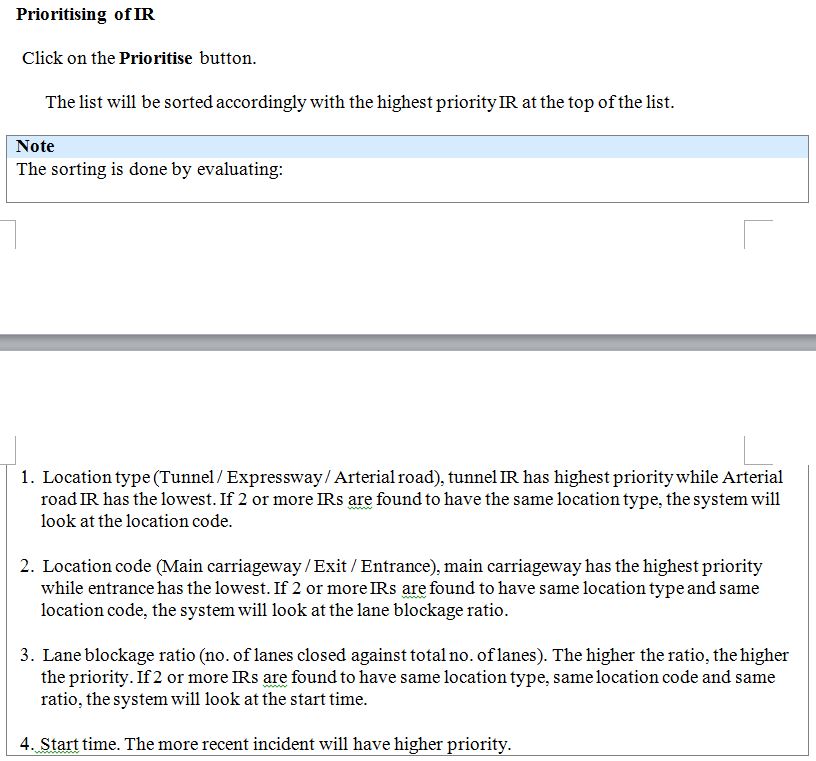 Prioritising of IR
Click on the Prioritise button.
The list will be sorted accordingly with the highest priority IR at the top of the list.
Note
The sorting is done by evaluating:
1. Location type (Tunnel / Expressway / Arterial road), tunnel IR has highest priority while Arterial
road IR has the lowest. If 2 or more IRs are found to have the same location type, the system will
look at the location code.
2. Location code (Main carriageway / Exit / Entrance), main carriageway has the highest priority
while entrance has the lowest. If 2 or more IRs are found to have same location type and same
location code, the system will look at the lane blockage ratio.
3. Lane blockage ratio (no. of lanes closed against total no. of lanes). The higher the ratio, the higher
the priority. If 2 or more IRs are found to have same location type, same location code and same
ratio, the system will look at the start time.
4. Start time. The more recent incident will have higher priority.